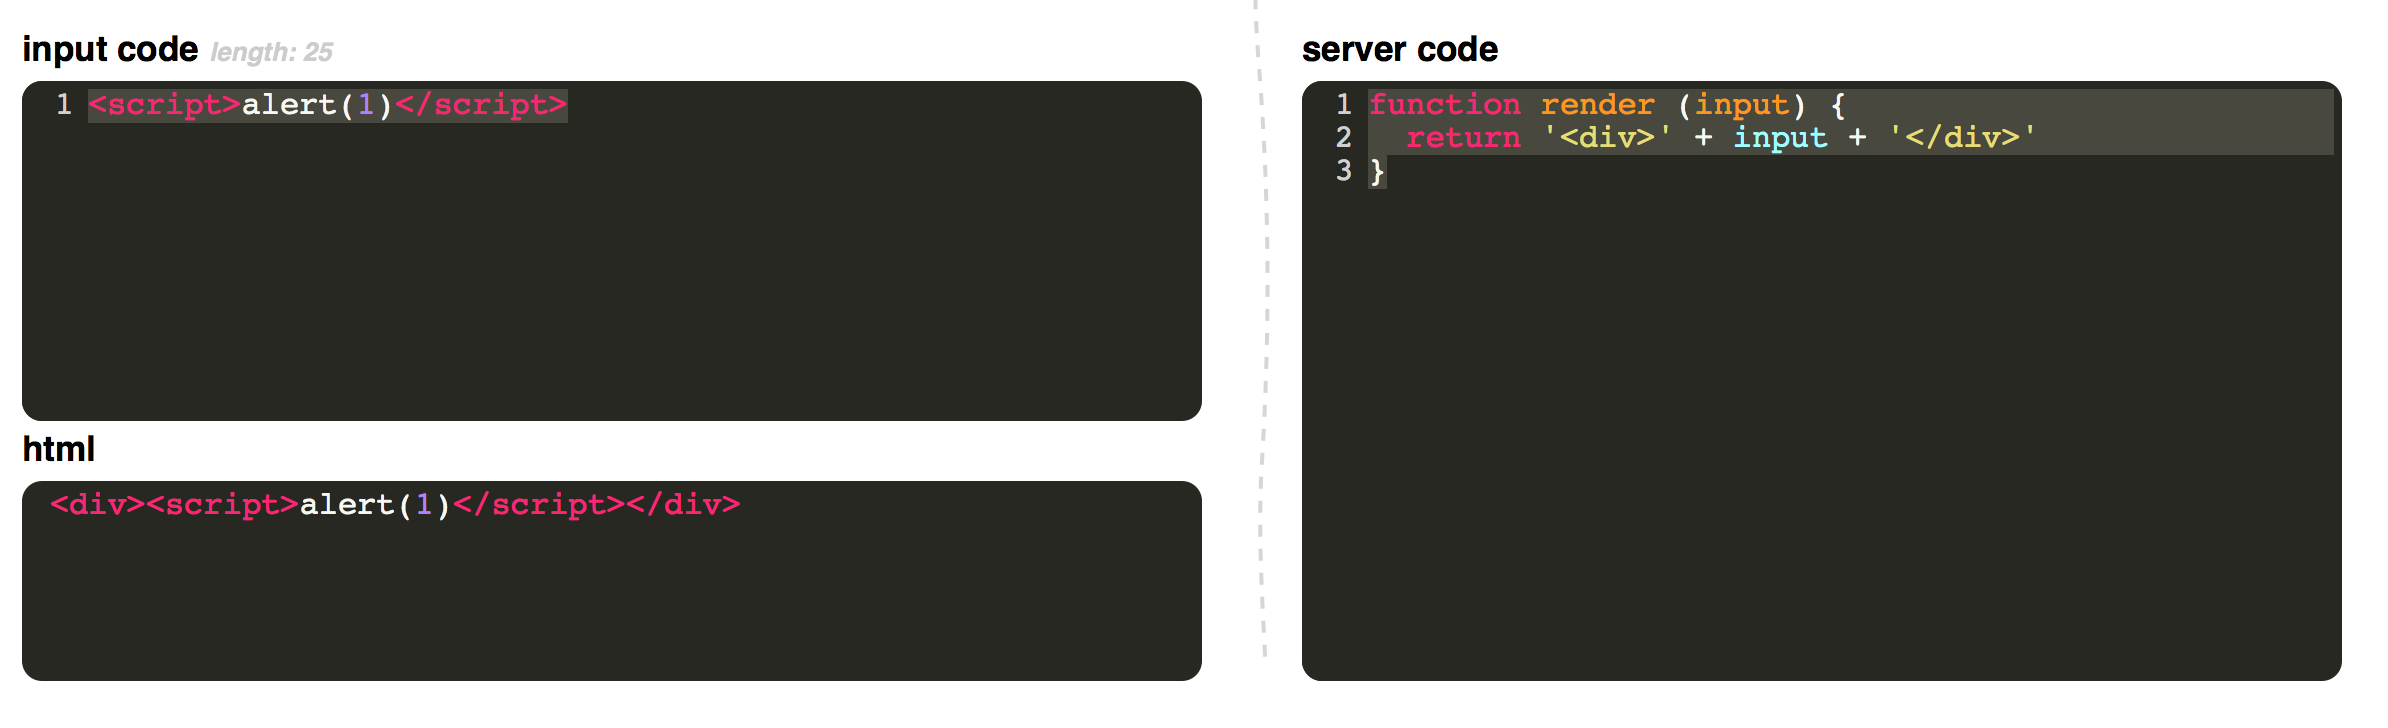 input code length: 25
1 <script>alert(1)</script>
html
<div><script>alert(1)</script></div>
server code
1 function render (input) {
2   return '<div>' + input + '</div>'
3 }